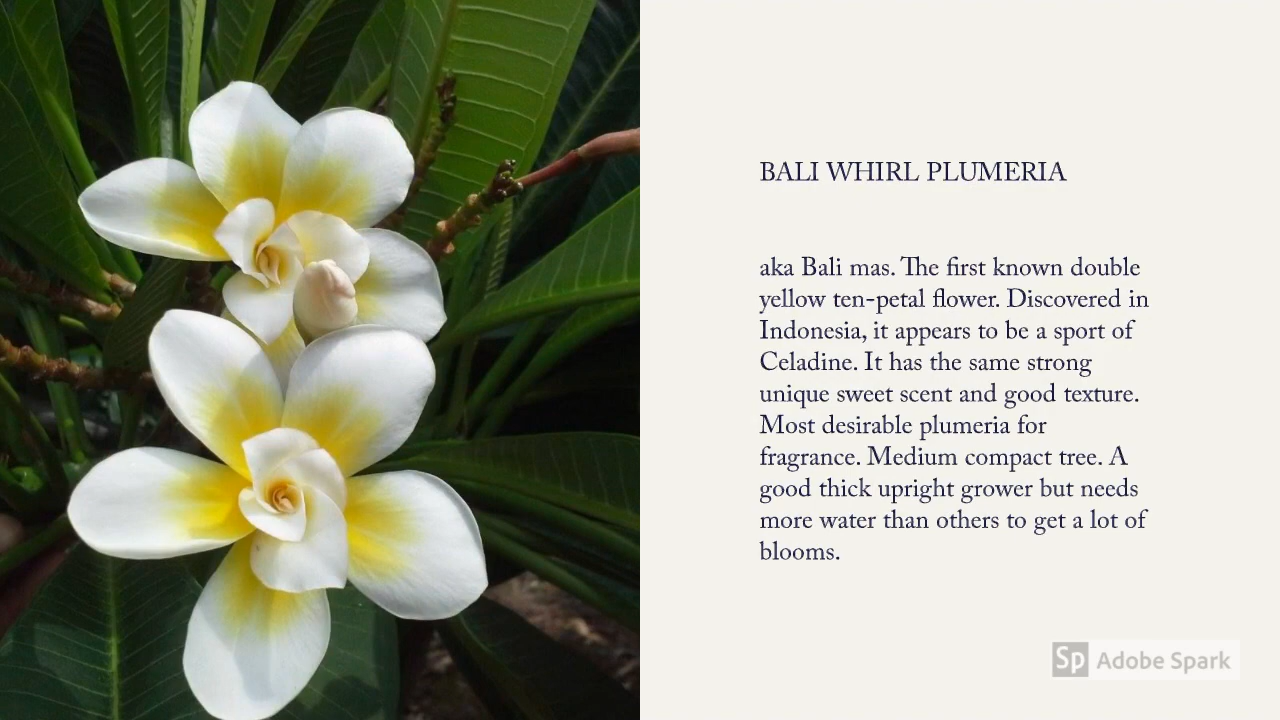 BALI WHIRL PLUMERIA
aka Bali mas. The first known double
yellow ten-petal flower. Discovered in
Indonesia, it appears to be a sport of
Celadine. It has the same strong
unique sweet scent and good texture.
Most desirable plumeria for
fragrance. Medium compact tree. A
good thick upright grower but needs
more water than others to get a lot of
blooms.
Sp Adobe Spark